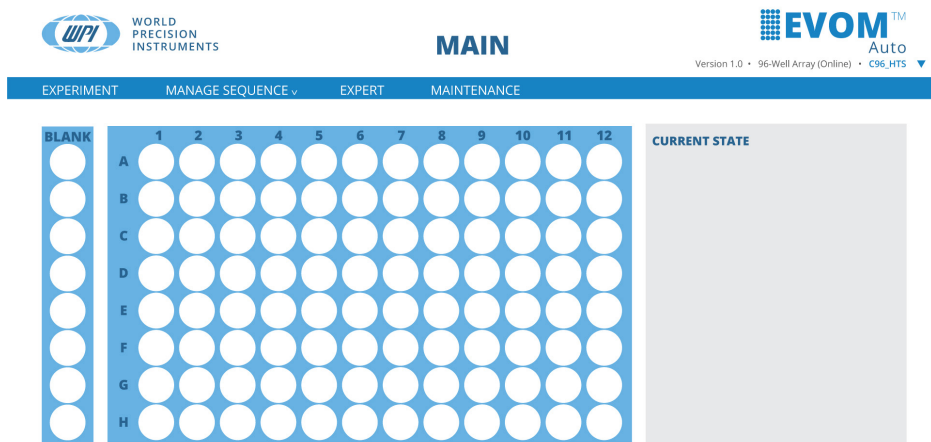 WPI
WORLD
PRECISION
INSTRUMENTS
MAIN
EVOM™
Auto
Version 1.0 • 96-Well Array (Online) • C96_HTS ▼
EXPERIMENT MANAGE SEQUENCE v EXPERT MAINTENANCE
BLANK 1 2 3 4 5 6 7 8 9 10 11 12
CURRENT STATE
A
B
C
D
E
F
G
H